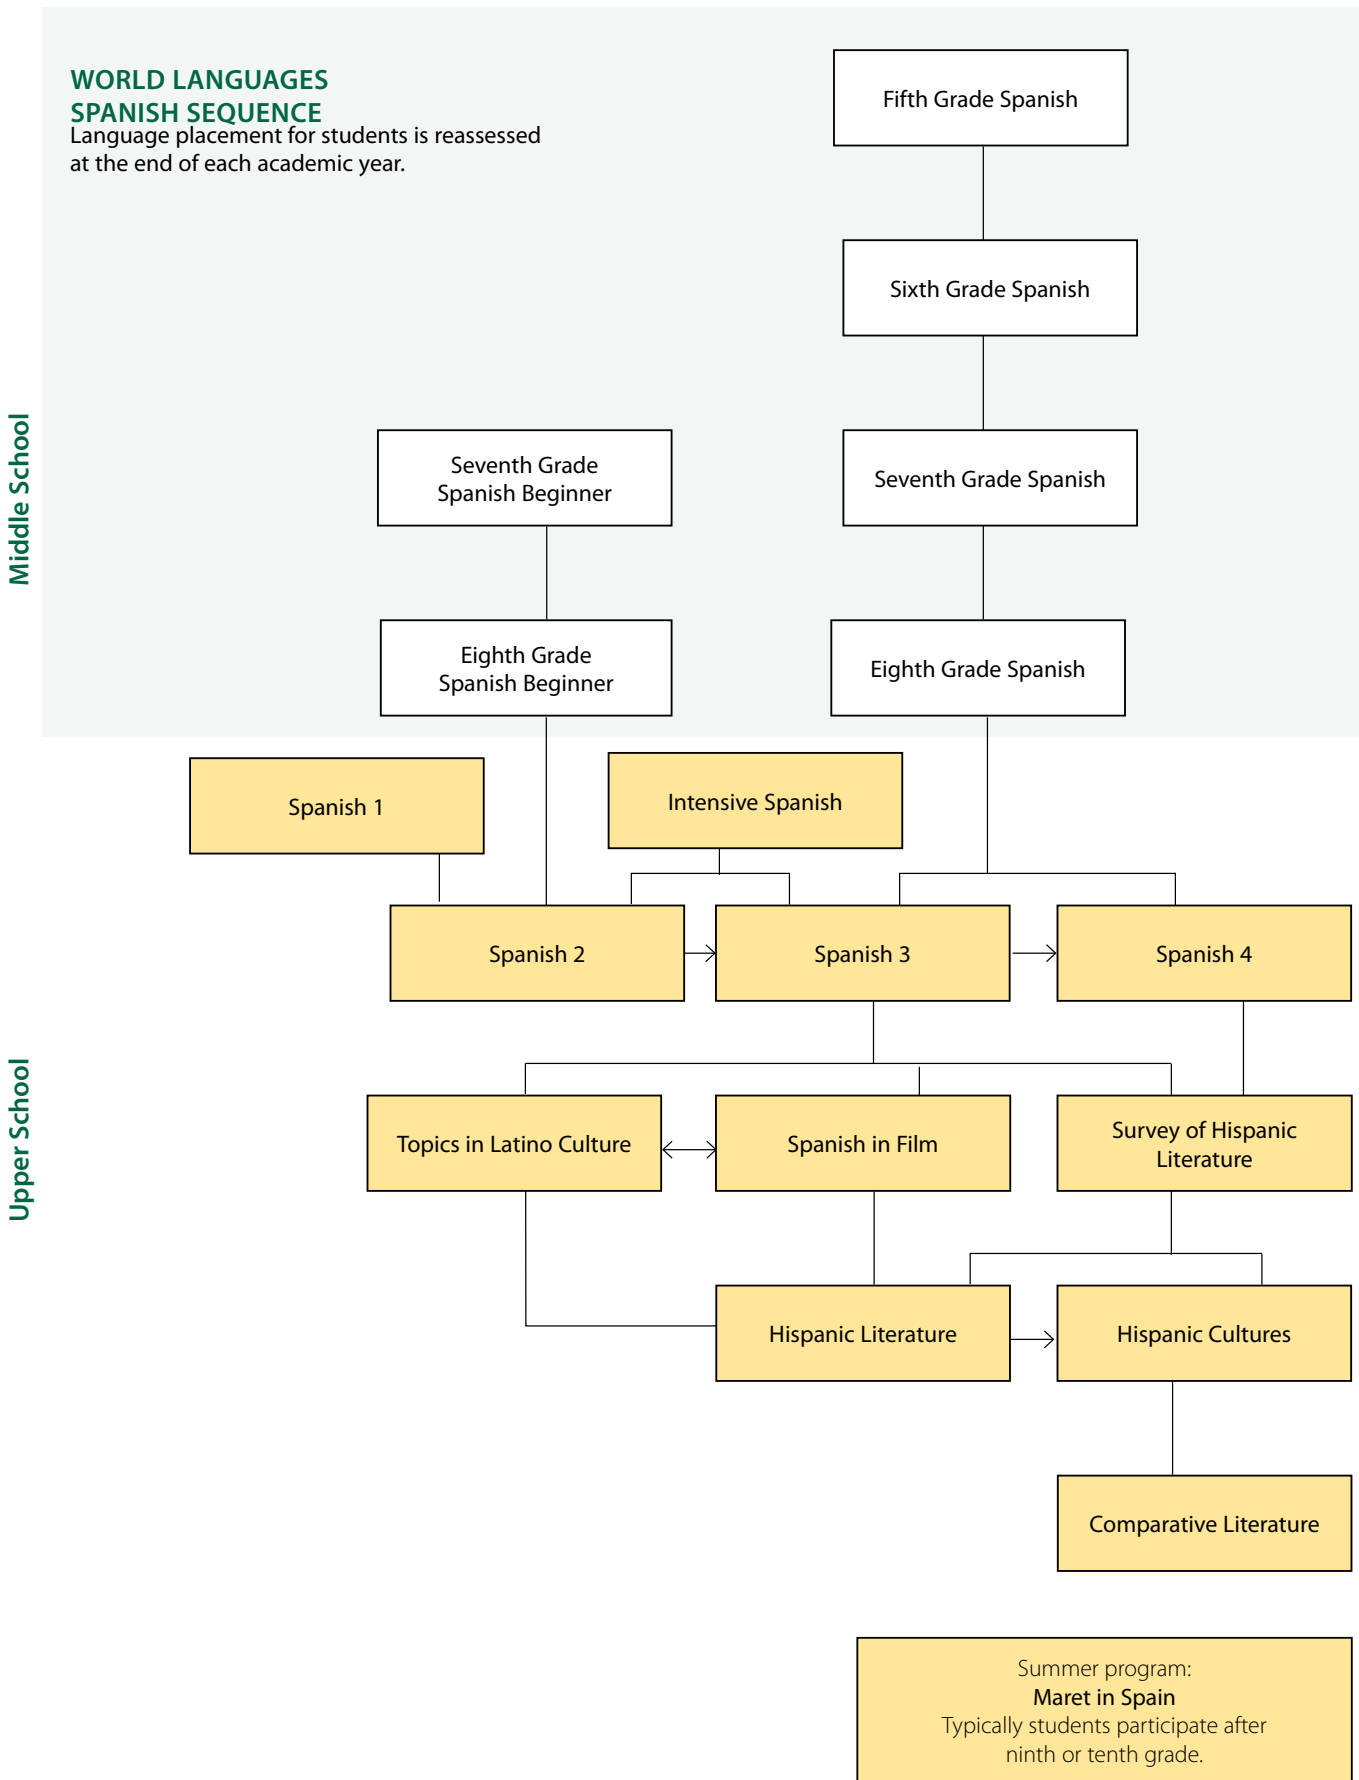 WORLD LANGUAGES
SPANISH SEQUENCE
Language placement for students is reassessed
at the end of each academic year.
Fifth Grade Spanish
Sixth Grade Spanish
Middle School
Seventh Grade
Spanish Beginner
Seventh Grade Spanish
Eighth Grade
Spanish Beginner
Eighth Grade Spanish
Spanish 1
Intensive Spanish
Spanish 2
Spanish 3
Spanish 4
Upper School
Topics in Latino Culture
Spanish in Film
Survey of Hispanic
Literature
Hispanic Literature
Hispanic Cultures
Comparative Literature
Summer program:
Maret in Spain
Typically students participate after
ninth or tenth grade.